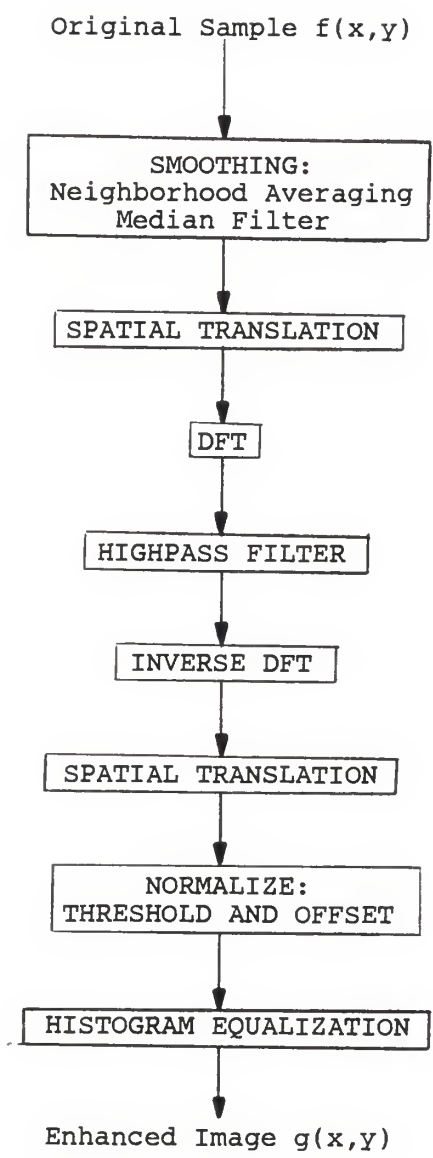 Original Sample f(x,y)
SMOOTHING:
Neighborhood Averaging
Median Filter
SPATIAL TRANSLATION
DFT
HIGHPASS FILTER
INVERSE DFT
SPATIAL TRANSLATION
NORMALIZE:
THRESHOLD AND OFFSET
HISTOGRAM EQUALIZATION
Enhanced Image g(x,y)